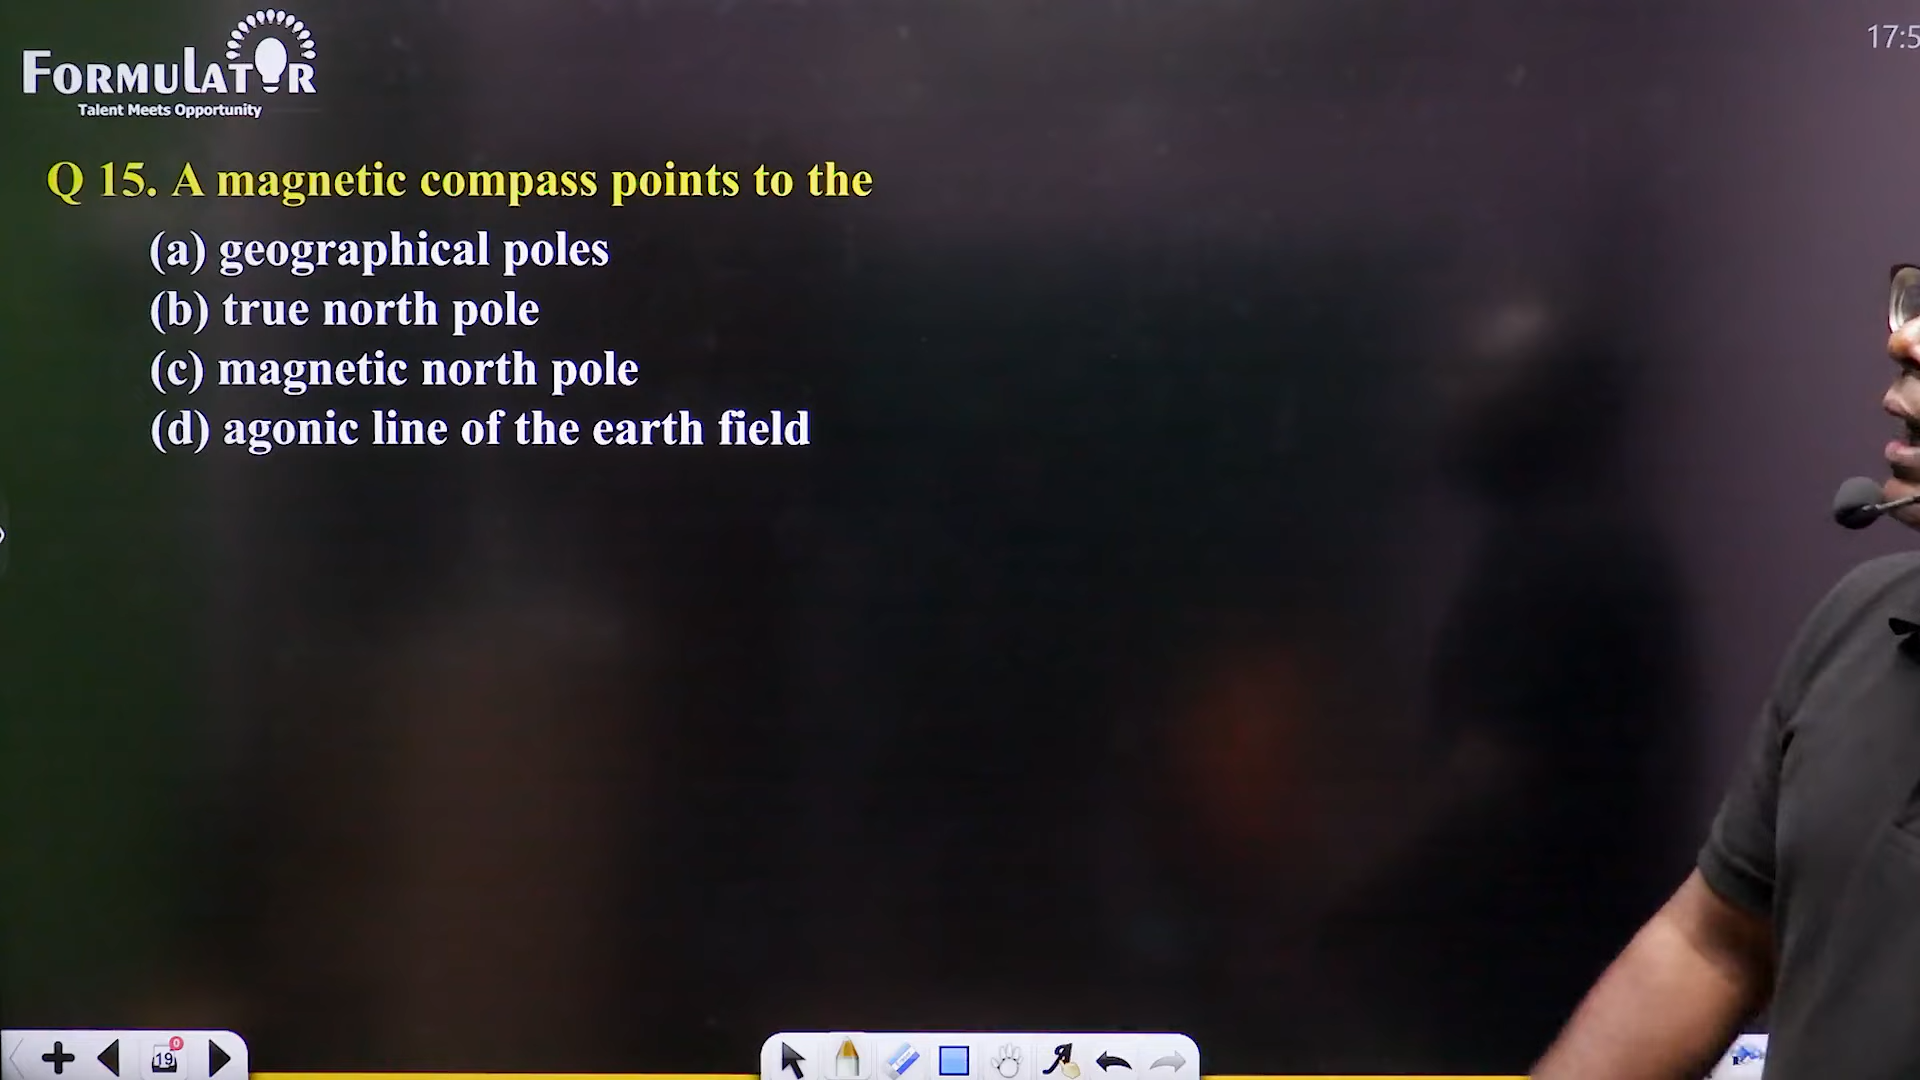 FORMULATOR
Talent Meets Opportunity
17:5
Q 15. A magnetic compass points to the
(a) geographical poles
(b) true north pole
(c) magnetic north pole
(d) agonic line of the earth field
19
0